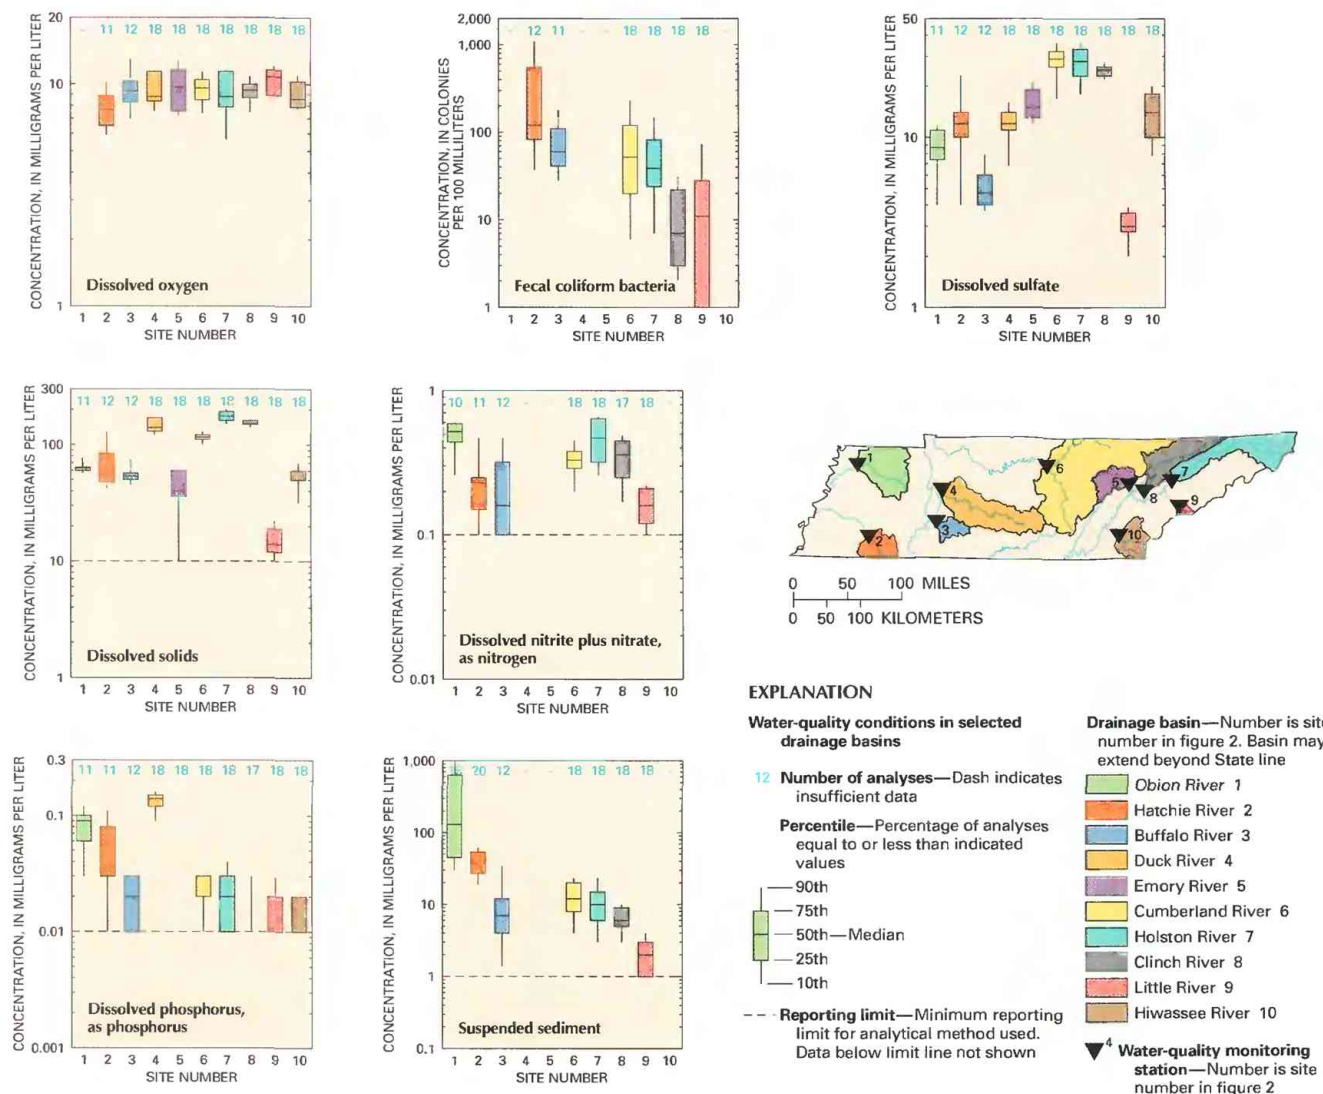 20
10
1
CONCENTRATION, IN MILLIGRAMS PER LITER
- 11 12 18 18 18 18 18 18 18
Dissolved oxygen
1 2 3 4 5 6 7 8 9 10
SITE NUMBER
2,000
1,000
100
10
1
CONCENTRATION, IN COLONIES
PER 100 MILLILITERS
12 11 18 18 18 18
Fecal coliform bacteria
1 2 3 4 5 6 7 8 9 10
SITE NUMBER
50
10
1
CONCENTRATION, IN MILLIGRAMS PER LITER
11 12 12 18 18 18 18 18 18 18
Dissolved sulfate
1 2 3 4 5 6 7 8 9 10
SITE NUMBER
300
100
10
1
CONCENTRATION, IN MILLIGRAMS PER LITER
11 12 12 18 18 18 18 18 18 18
Dissolved solids
1 2 3 4 5 6 7 8 9 10
SITE NUMBER
1
0.1
0.01
CONCENTRATION, IN MILLIGRAMS PER LITER
10 11 12 - - 18 18 17 18 -
Dissolved nitrite plus nitrate,
as nitrogen
1 2 3 4 5 6 7 8 9 10
SITE NUMBER
1
2
3
4
5
6
7
8
9
10
0 50 100 MILES
0 50 100 KILOMETERS
0.3
0.1
0.01
0.001
CONCENTRATION, IN MILLIGRAMS PER LITER
11 11 12 18 - 18 18 17 18 18
Dissolved phosphorus,
as phosphorus
1 2 3 4 5 6 7 8 9 10
SITE NUMBER
1,000
100
10
1
0.1
CONCENTRATION, IN MILLIGRAMS PER LITER
20 12 - - 18 18 18 18 -
Suspended sediment
1 2 3 4 5 6 7 8 9 10
SITE NUMBER
EXPLANATION
Water-quality conditions in selected
drainage basins
12 Number of analyses—Dash indicates
insufficient data
Percentile—Percentage of analyses
equal to or less than indicated
values
90th
75th
50th—Median
25th
10th
Reporting limit—Minimum reporting
limit for analytical method used.
Data below limit line not shown
Drainage basin—Number is site
number in figure 2. Basin may
extend beyond State line
Obion River 1
Hatchie River 2
Buffalo River 3
Duck River 4
Emory River 5
Cumberland River 6
Holston River 7
Clinch River 8
Little River 9
Hiwassee River 10
4 Water-quality monitoring
station—Number is site
number in figure 2